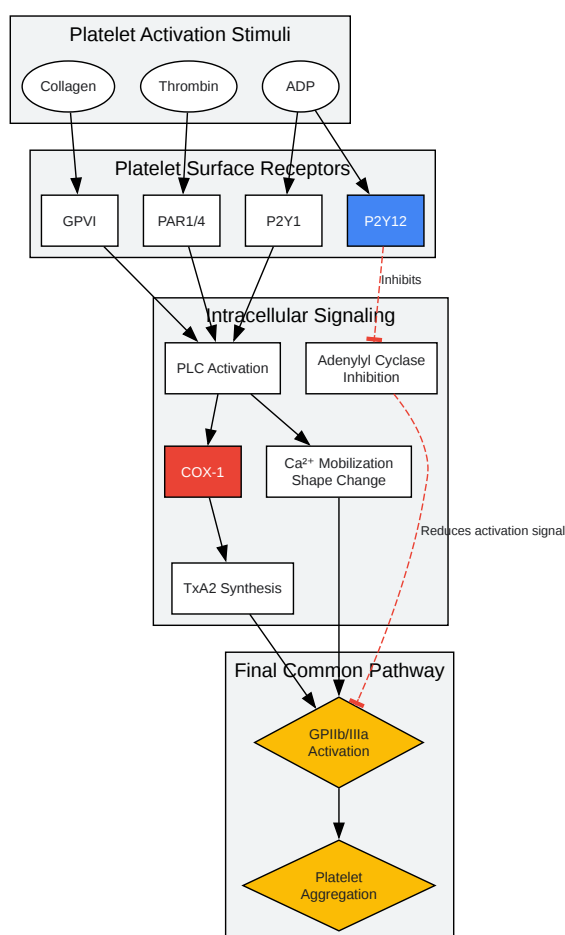 Platelet Activation Stimuli
Collagen
Thrombin
ADP
Platelet Surface Receptors
GPVI
PAR1/4
P2Y1
P2Y12
Inhibits
Intracellular Signaling
PLC Activation
Adenylyl Cyclase
Inhibition
COX-1
Ca²⁺ Mobilization
Shape Change
Reduces activation signal
TxA2 Synthesis
Final Common Pathway
GPIIb/IIIa
Activation
Platelet
Aggregation